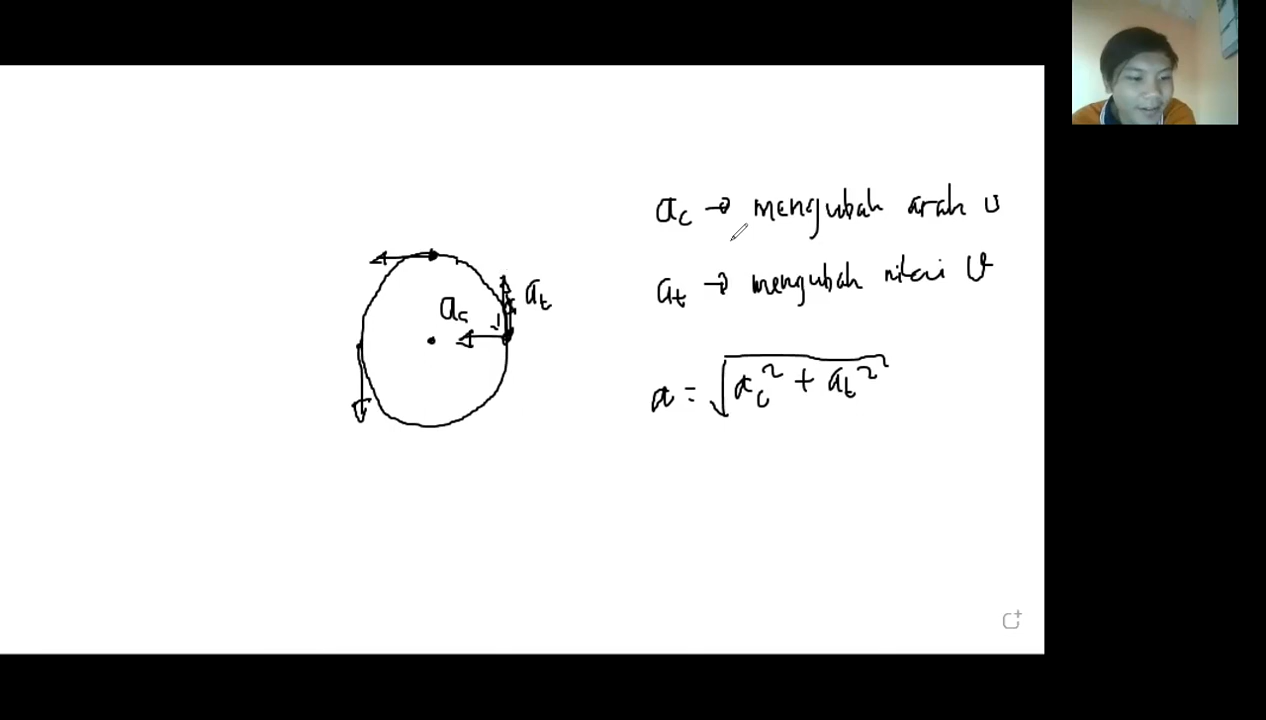 a_c → mengubah arah v
a_t → mengubah nilai v
a_c
a_t
a = √(a_c² + a_t²)